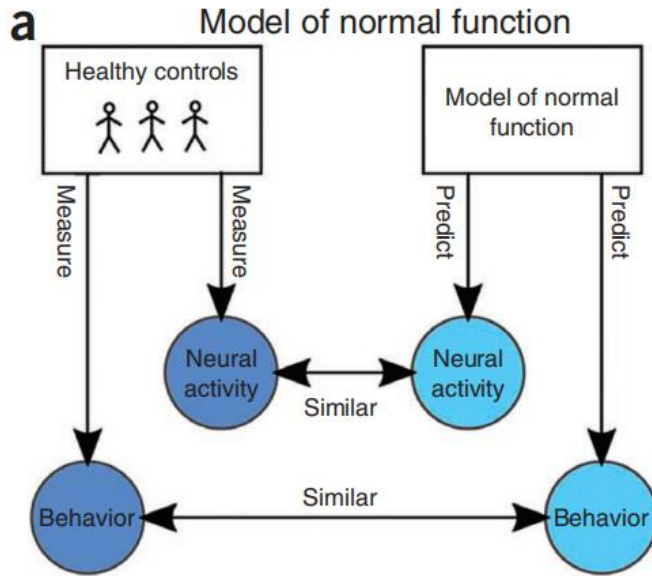 a
Model of normal function
Healthy controls
Model of normal
function
Measure
Measure
Predict
Predict
Neural
activity
Neural
activity
Similar
Similar
Behavior
Behavior